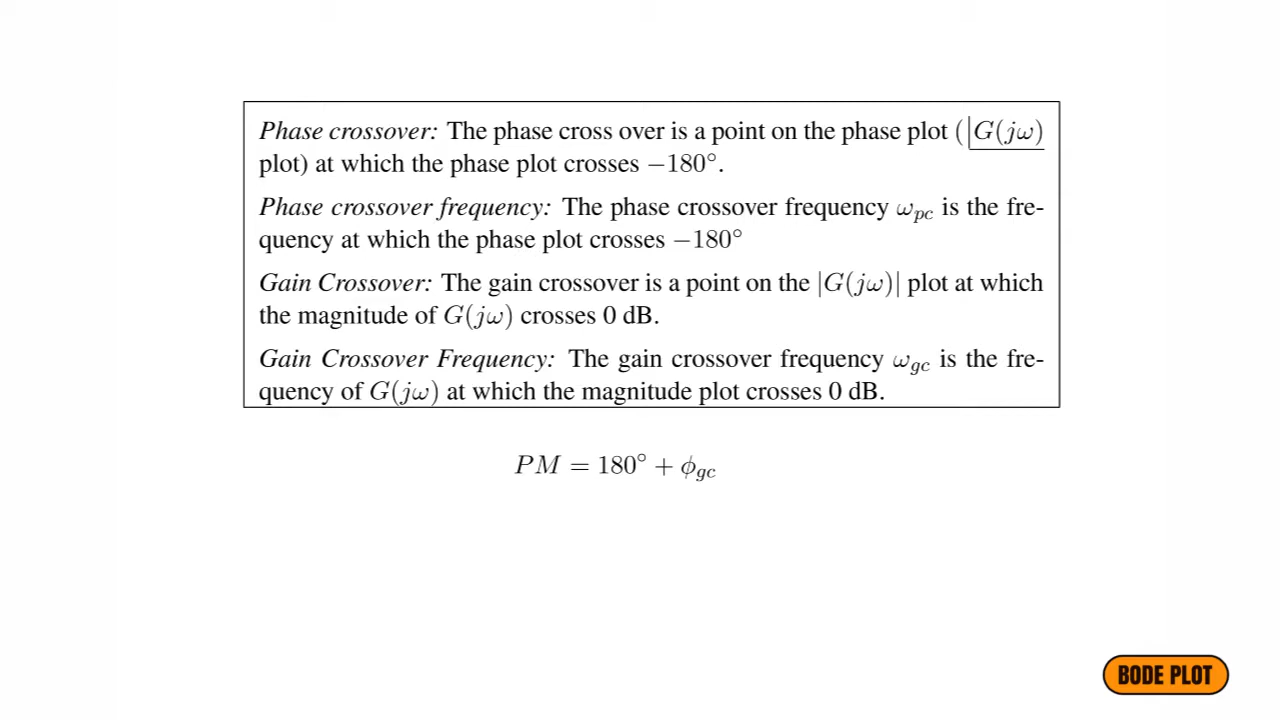 Phase crossover: The phase cross over is a point on the phase plot (|G(jω)
plot) at which the phase plot crosses −180°.
Phase crossover frequency: The phase crossover frequency ω_pc is the fre-
quency at which the phase plot crosses −180°
Gain Crossover: The gain crossover is a point on the |G(jω)| plot at which
the magnitude of G(jω) crosses 0 dB.
Gain Crossover Frequency: The gain crossover frequency ω_gc is the fre-
quency of G(jω) at which the magnitude plot crosses 0 dB.
PM = 180° + ϕ_gc
BODE PLOT